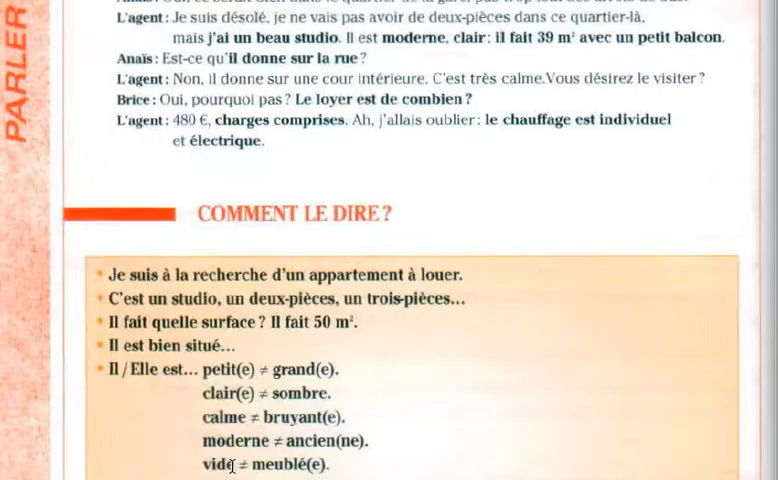 L'agent : Je suis désolé, je ne vais pas avoir de deux-pièces dans ce quartier-là,
mais j'ai un beau studio. Il est moderne, clair : il fait 39 m² avec un petit balcon.
Anaïs : Est-ce qu'il donne sur la rue ?
L'agent : Non, il donne sur une cour intérieure. C'est très calme. Vous désirez le visiter ?
Brice : Oui, pourquoi pas ? Le loyer est de combien ?
L'agent : 480 €, charges comprises. Ah, j'allais oublier : le chauffage est individuel
et électrique.
PARLER
COMMENT LE DIRE ?
• Je suis à la recherche d'un appartement à louer.
• C'est un studio, un deux-pièces, un trois-pièces...
• Il fait quelle surface ? Il fait 50 m².
• Il est bien situé...
• Il / Elle est... petit(e) ≠ grand(e).
clair(e) ≠ sombre.
calme ≠ bruyant(e).
moderne ≠ ancien(ne).
vide ≠ meublé(e).